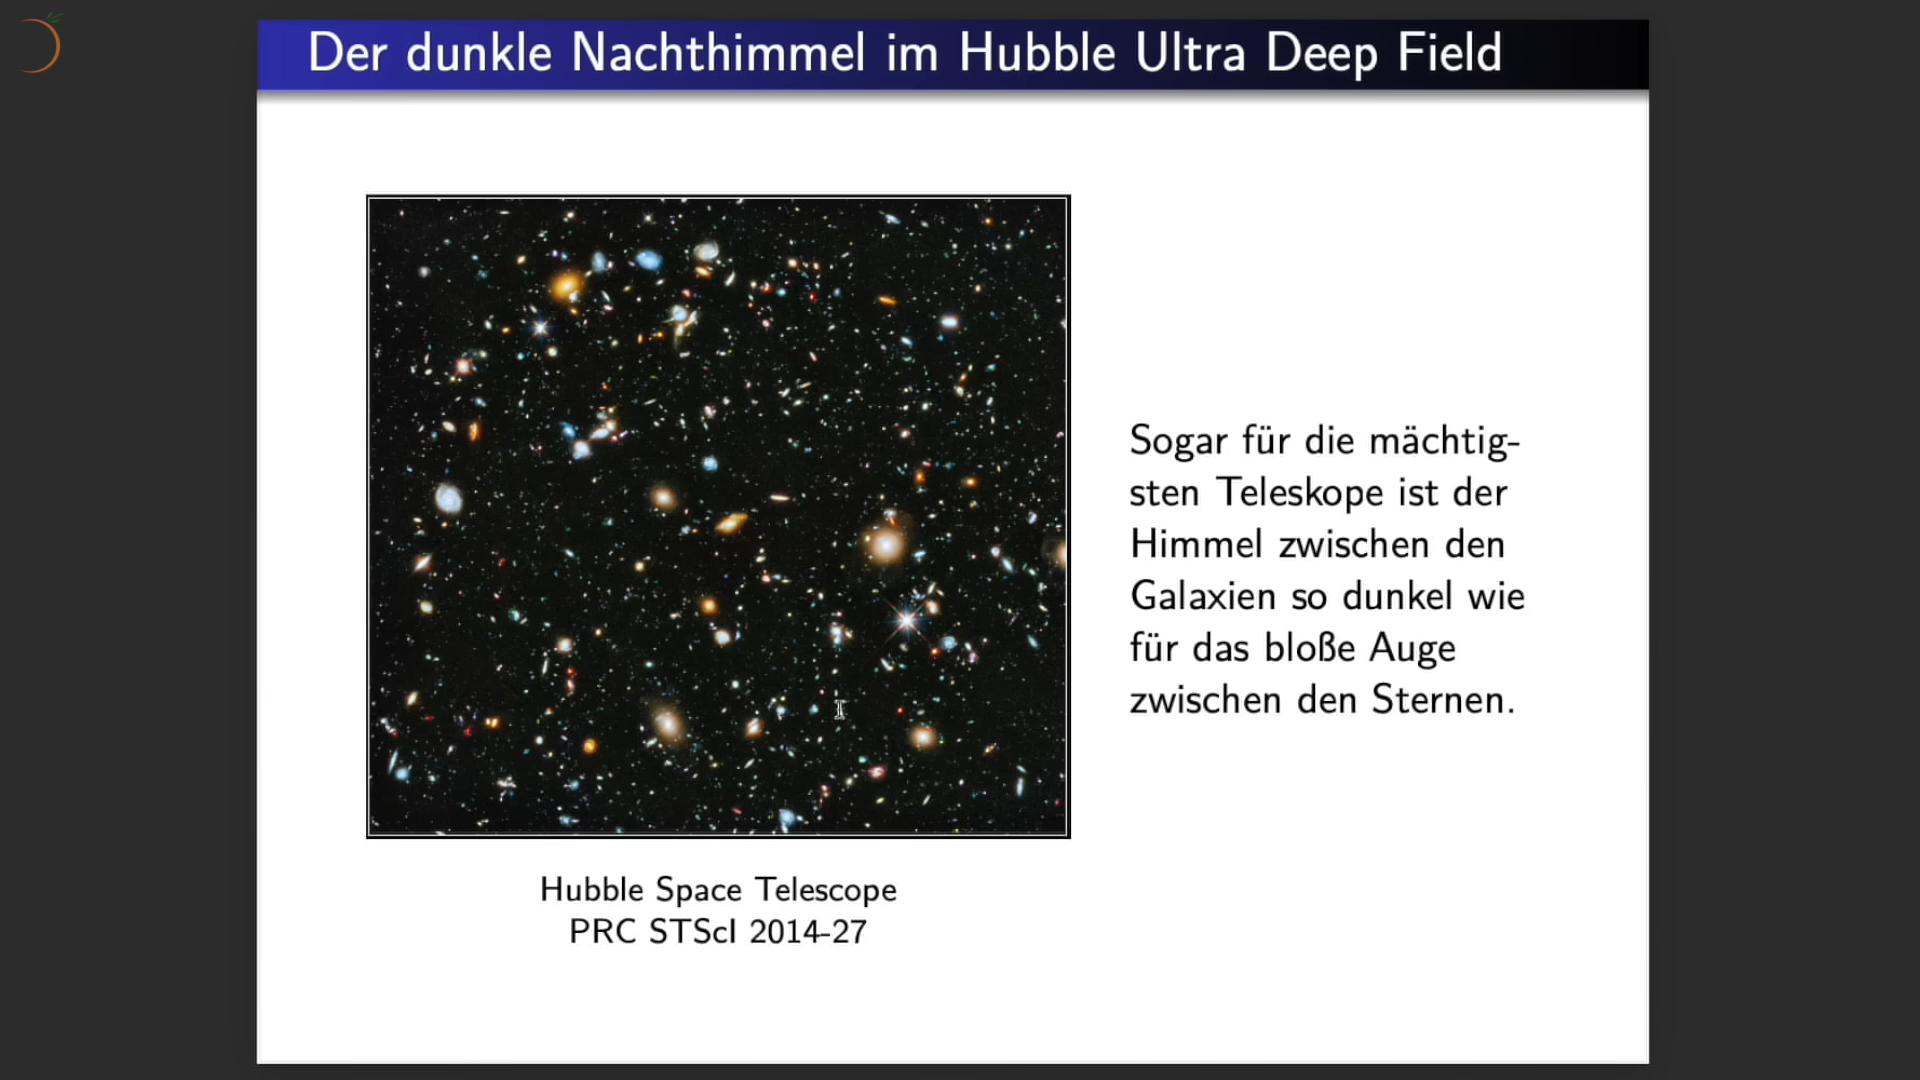 Der dunkle Nachthimmel im Hubble Ultra Deep Field
Sogar für die mächtig-
sten Teleskope ist der
Himmel zwischen den
Galaxien so dunkel wie
für das bloße Auge
zwischen den Sternen.
Hubble Space Telescope
PRC STScI 2014-27